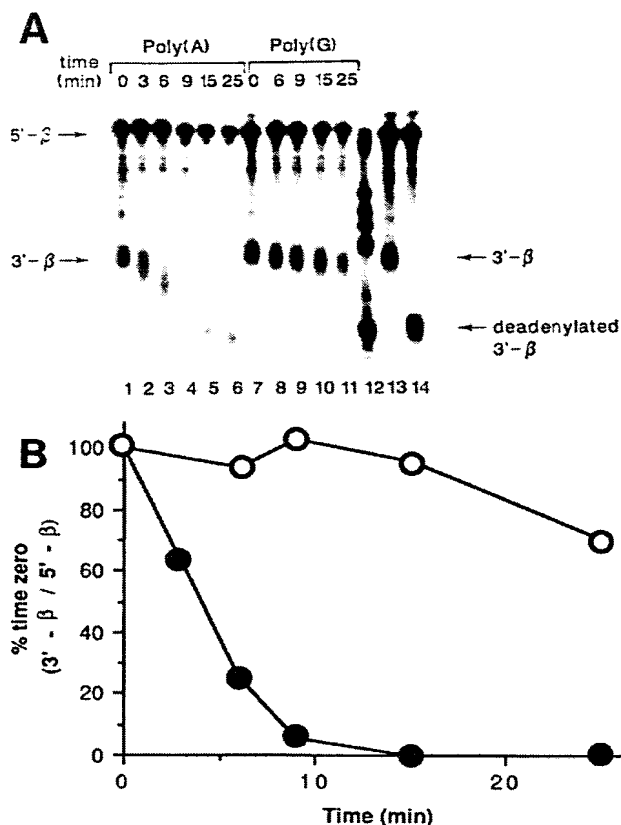 A
Poly(A) Poly(G)
time (min) 0 3 6 9 15 25 0 6 9 15 25
5'-β →
3'-β → ← 3'-β
← deadenylated 3'-β
1 2 3 4 5 6 7 8 9 10 11 12 13 14
B
% time zero
(3' - β / 5' - β)
100
80
60
40
20
0
0 10 20
Time (min)